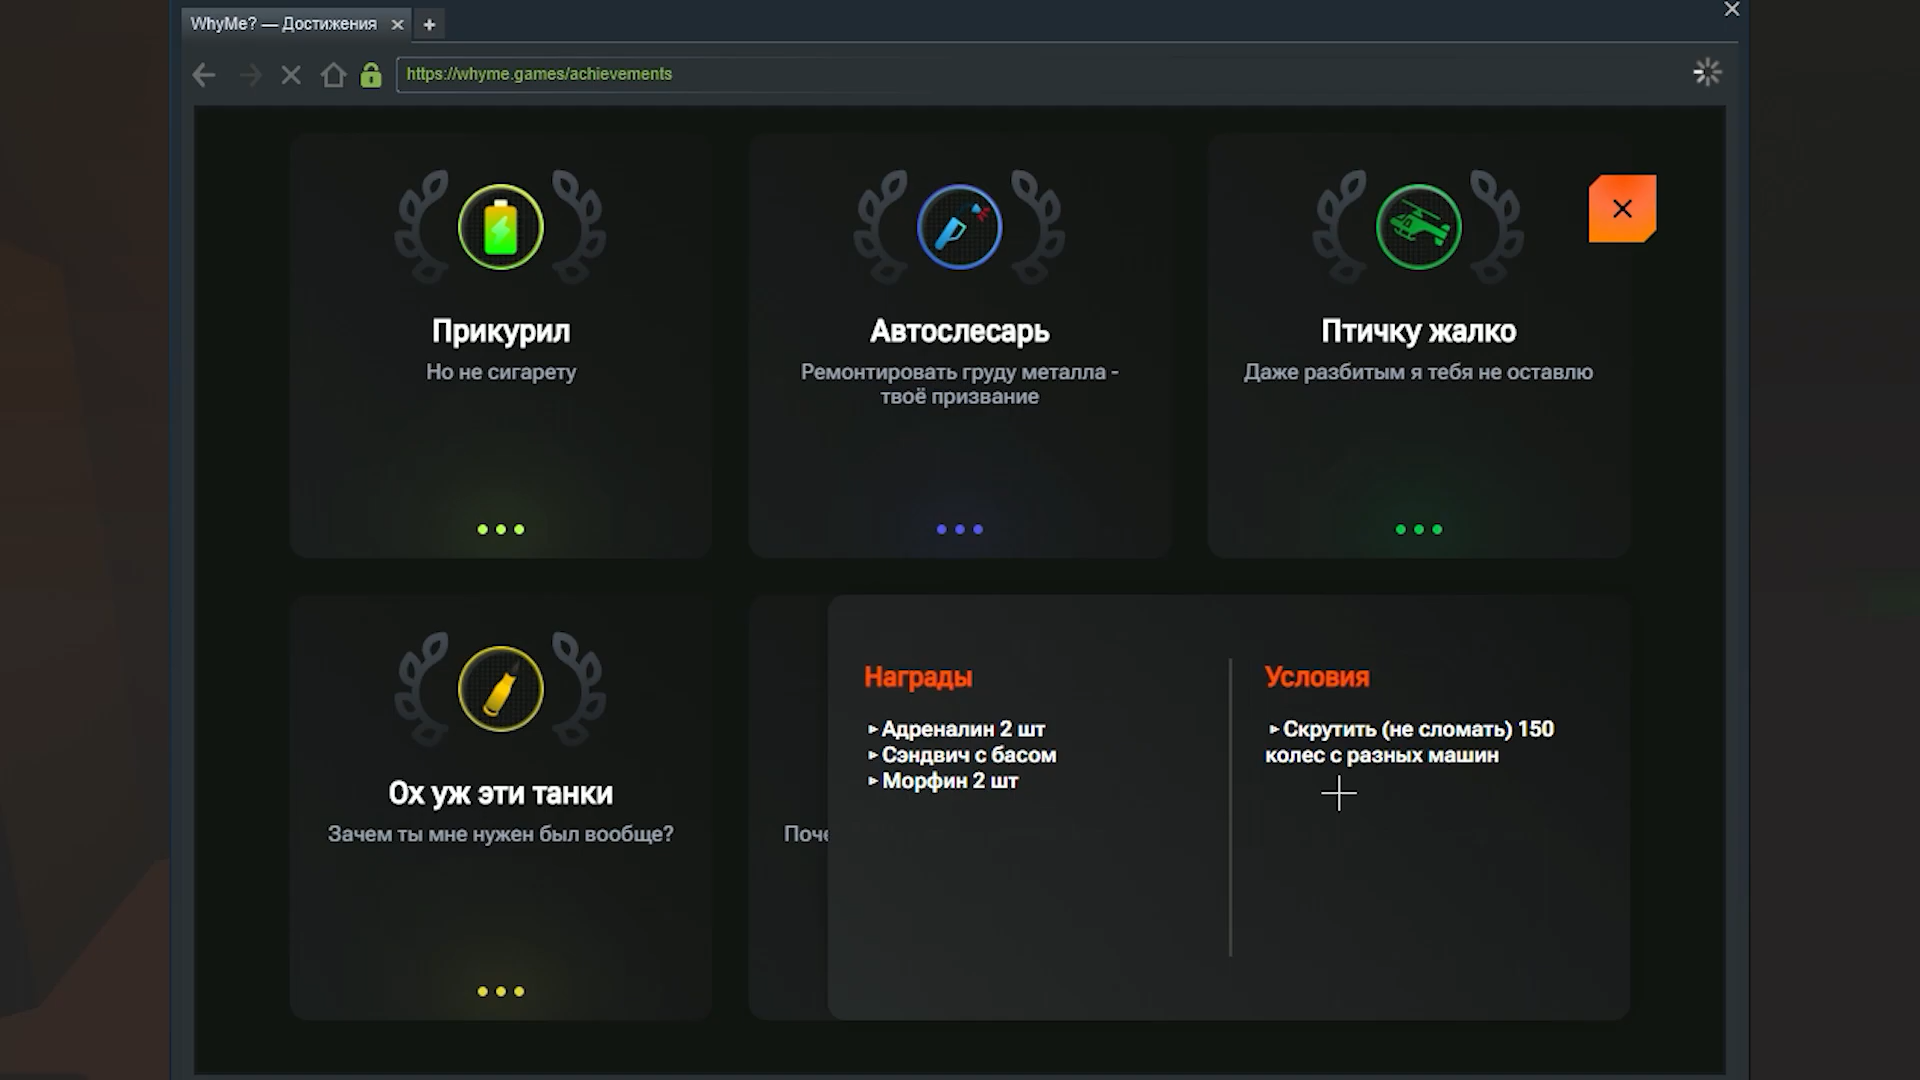 WhyMe? — Достижения
https://whyme.games/achievements
Прикурил
Но не сигарету
Автослесарь
Ремонтировать груду металла -
твоё призвание
Птичку жалко
Даже разбитым я тебя не оставлю
Ох уж эти танки
Зачем ты мне нужен был вообще?
Награды
▸Адреналин 2 шт
▸Сэндвич с басом
▸Морфин 2 шт
Условия
▸Скрутить (не сломать) 150
колес с разных машин